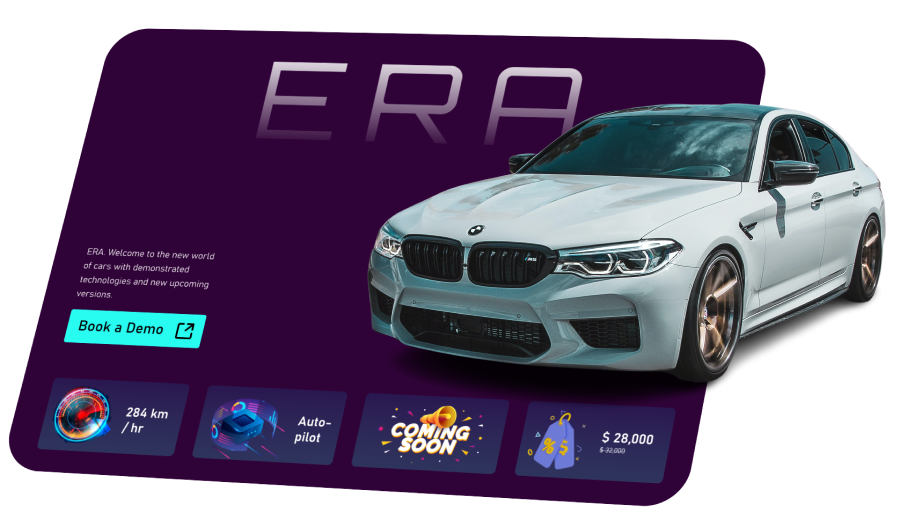 ERA
ERA. Welcome to the new world
of cars with demonstrated
technologies and new upcoming
versions.
Book a Demo
284 km
/ hr
Auto-
pilot
COMING
SOON
% $
$ 28,000
$ 32,000
M5